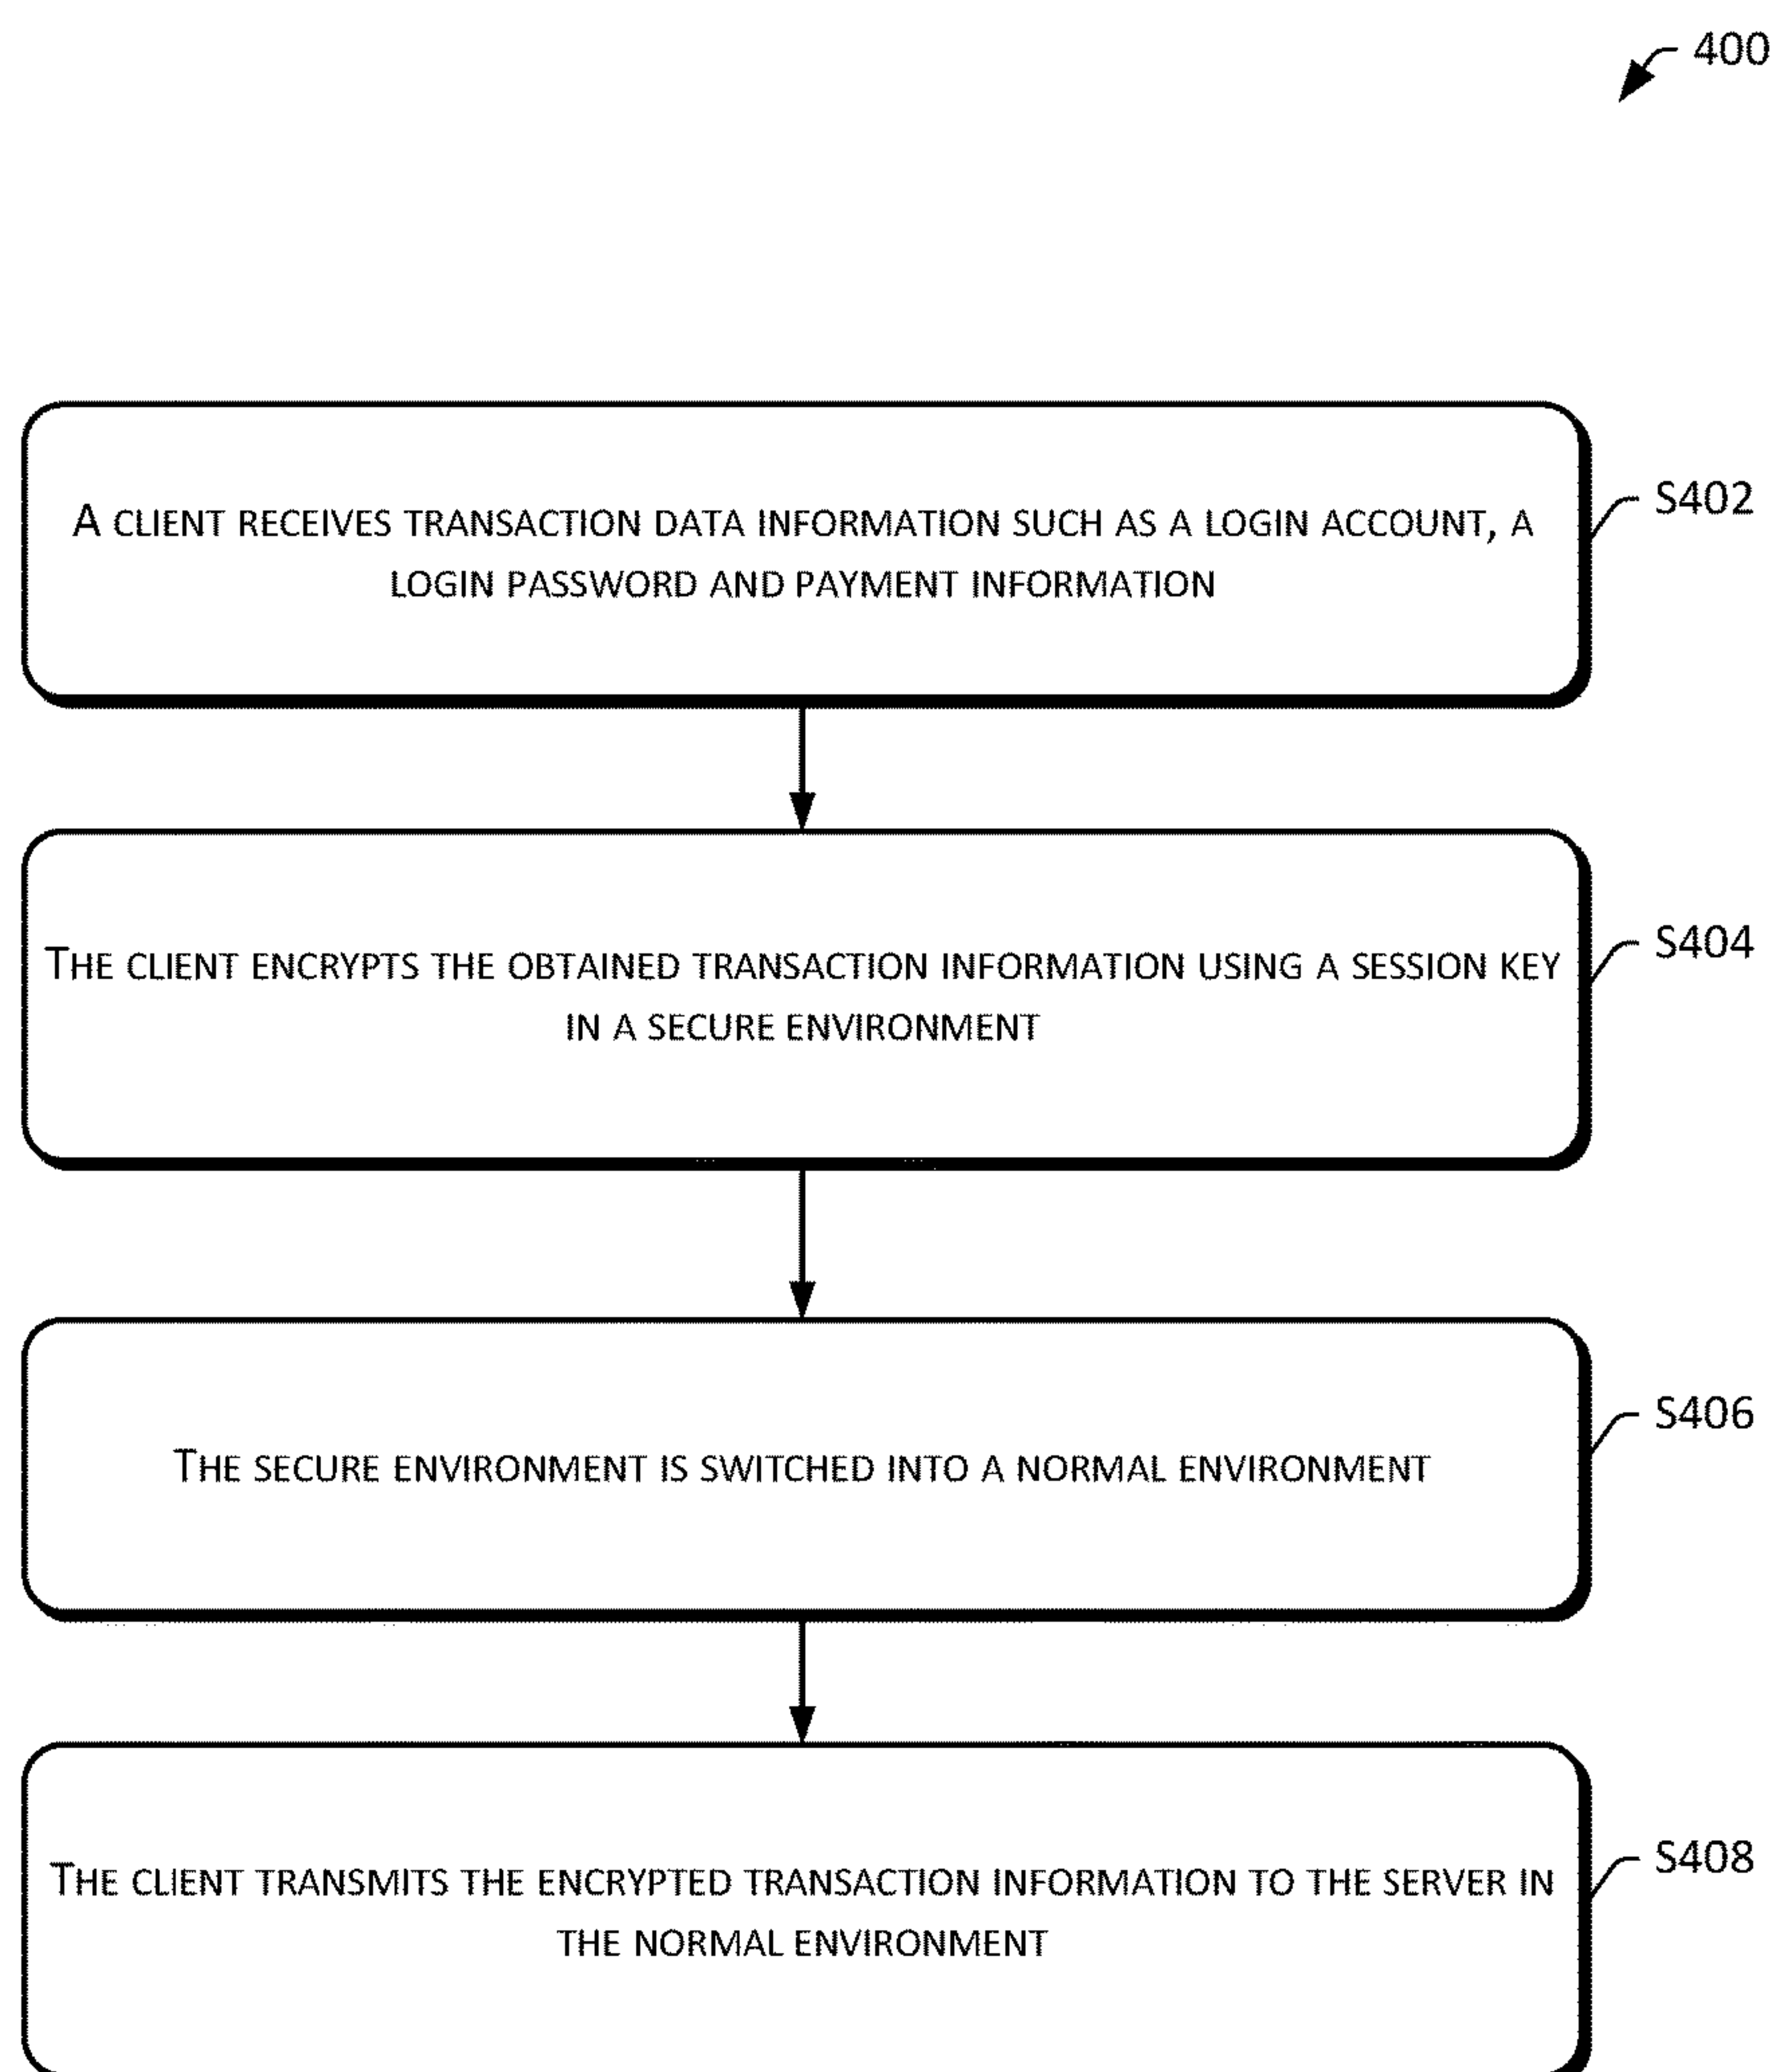 400
A CLIENT RECEIVES TRANSACTION DATA INFORMATION SUCH AS A LOGIN ACCOUNT, A
LOGIN PASSWORD AND PAYMENT INFORMATION
S402
THE CLIENT ENCRYPTS THE OBTAINED TRANSACTION INFORMATION USING A SESSION KEY
IN A SECURE ENVIRONMENT
S404
THE SECURE ENVIRONMENT IS SWITCHED INTO A NORMAL ENVIRONMENT
S406
THE CLIENT TRANSMITS THE ENCRYPTED TRANSACTION INFORMATION TO THE SERVER IN
THE NORMAL ENVIRONMENT
S408